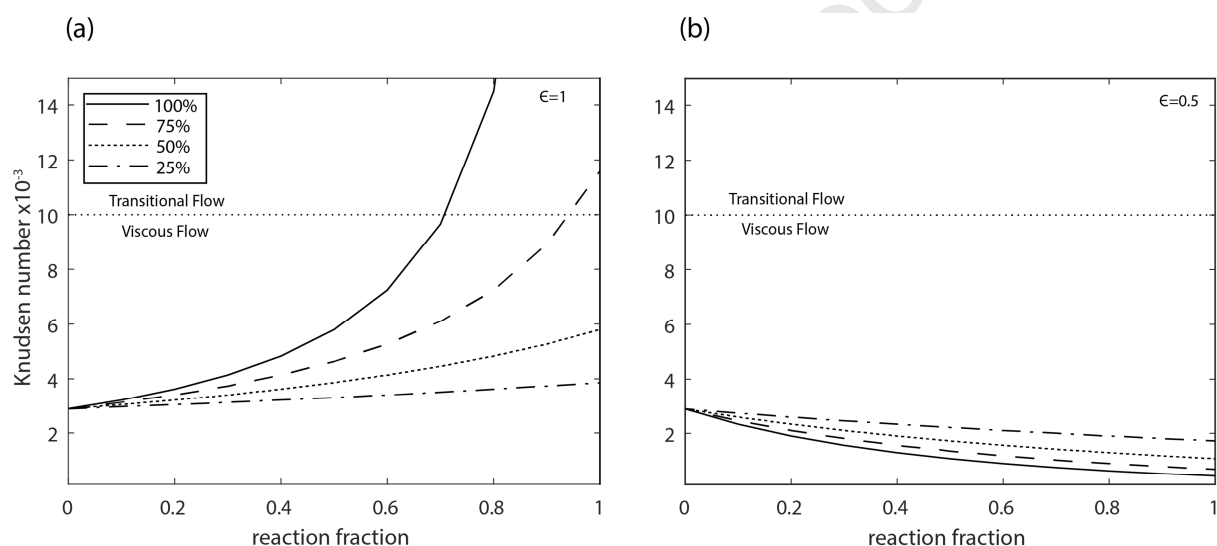 (a)
(b)
14
12
10
8
6
4
2
Knudsen number x10⁻³
100%
75%
50%
25%
ϵ=1
Transitional Flow
Viscous Flow
0
0.2
0.4
0.6
0.8
1
reaction fraction
14
12
10
8
6
4
2
ϵ=0.5
Transitional Flow
Viscous Flow
0
0.2
0.4
0.6
0.8
1
reaction fraction